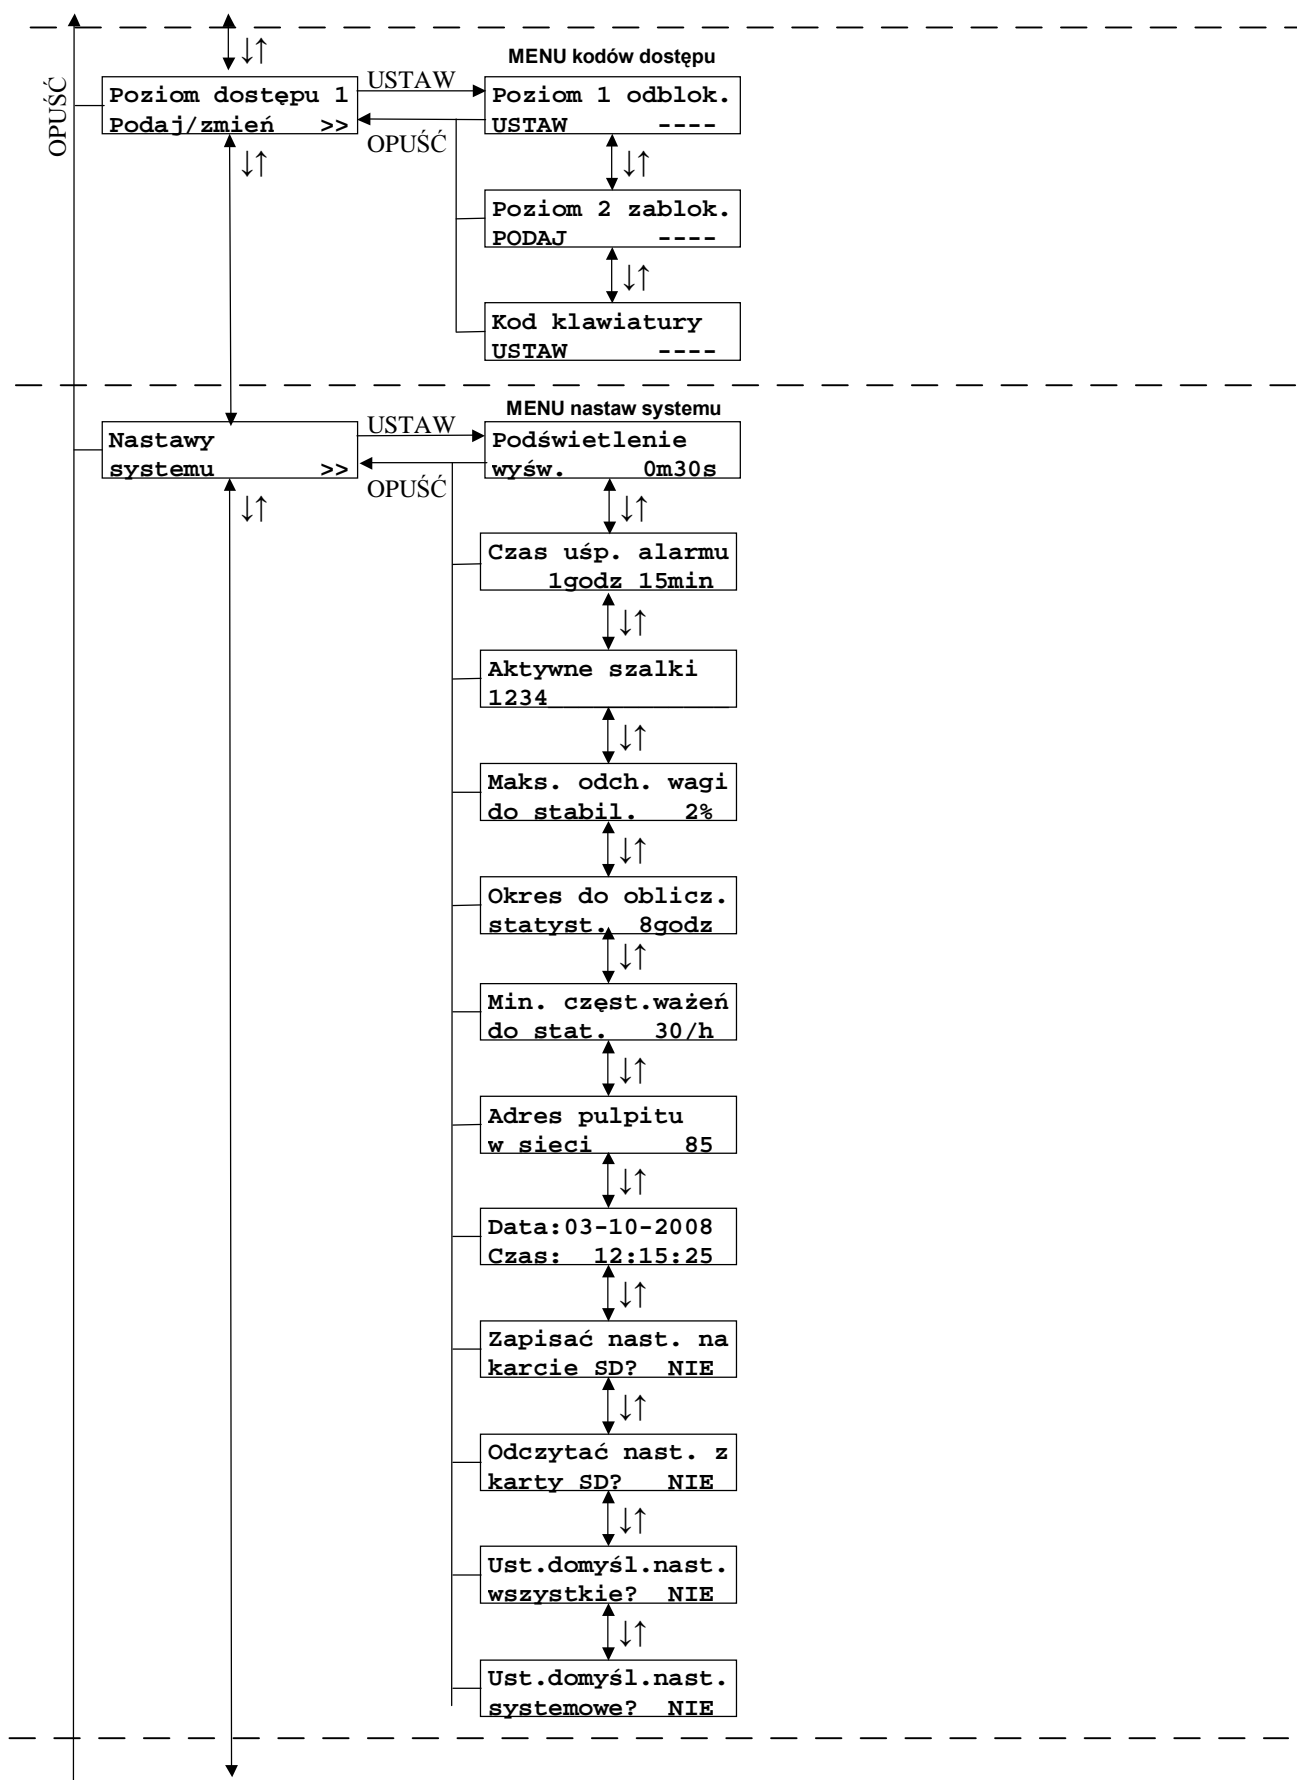 ↓↑
OPUŚĆ
MENU kodów dostępu
Poziom dostępu 1
Podaj/zmień >>
USTAW
OPUŚĆ
Poziom 1 odblok.
USTAW ----
↓↑
↓↑
Poziom 2 zablok.
PODAJ ----
↓↑
Kod klawiatury
USTAW ----
MENU nastaw systemu
Nastawy
systemu >>
USTAW
OPUŚĆ
Podświetlenie
wyśw. 0m30s
↓↑
↓↑
Czas uśp. alarmu
1godz 15min
↓↑
Aktywne szalki
1234____________
↓↑
Maks. odch. wagi
do stabil. 2%
↓↑
Okres do oblicz.
statyst. 8godz
↓↑
Min. częst.ważeń
do stat. 30/h
↓↑
Adres pulpitu
w sieci 85
↓↑
Data:03-10-2008
Czas: 12:15:25
↓↑
Zapisać nast. na
karcie SD? NIE
↓↑
Odczytać nast. z
karty SD? NIE
↓↑
Ust.domyśl.nast.
wszystkie? NIE
↓↑
Ust.domyśl.nast.
systemowe? NIE